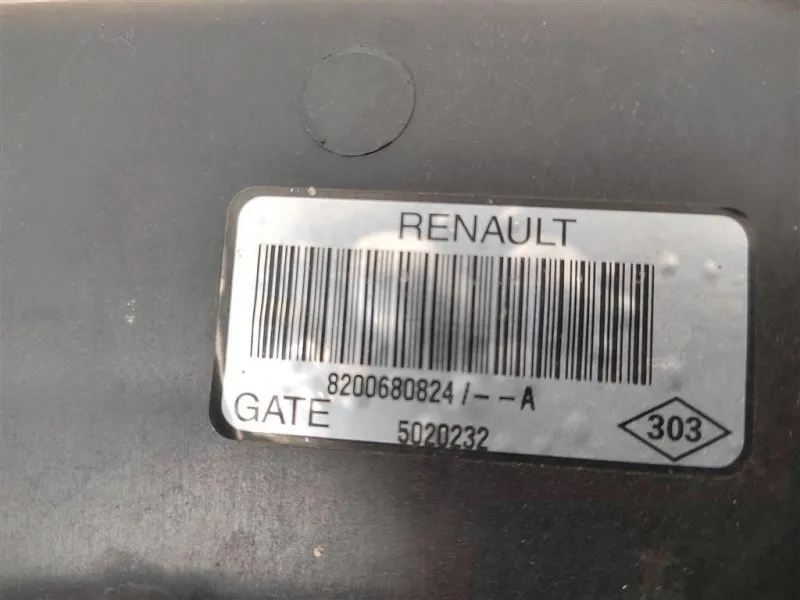 RENAULT
8200680824/--A
GATE
5020232
303